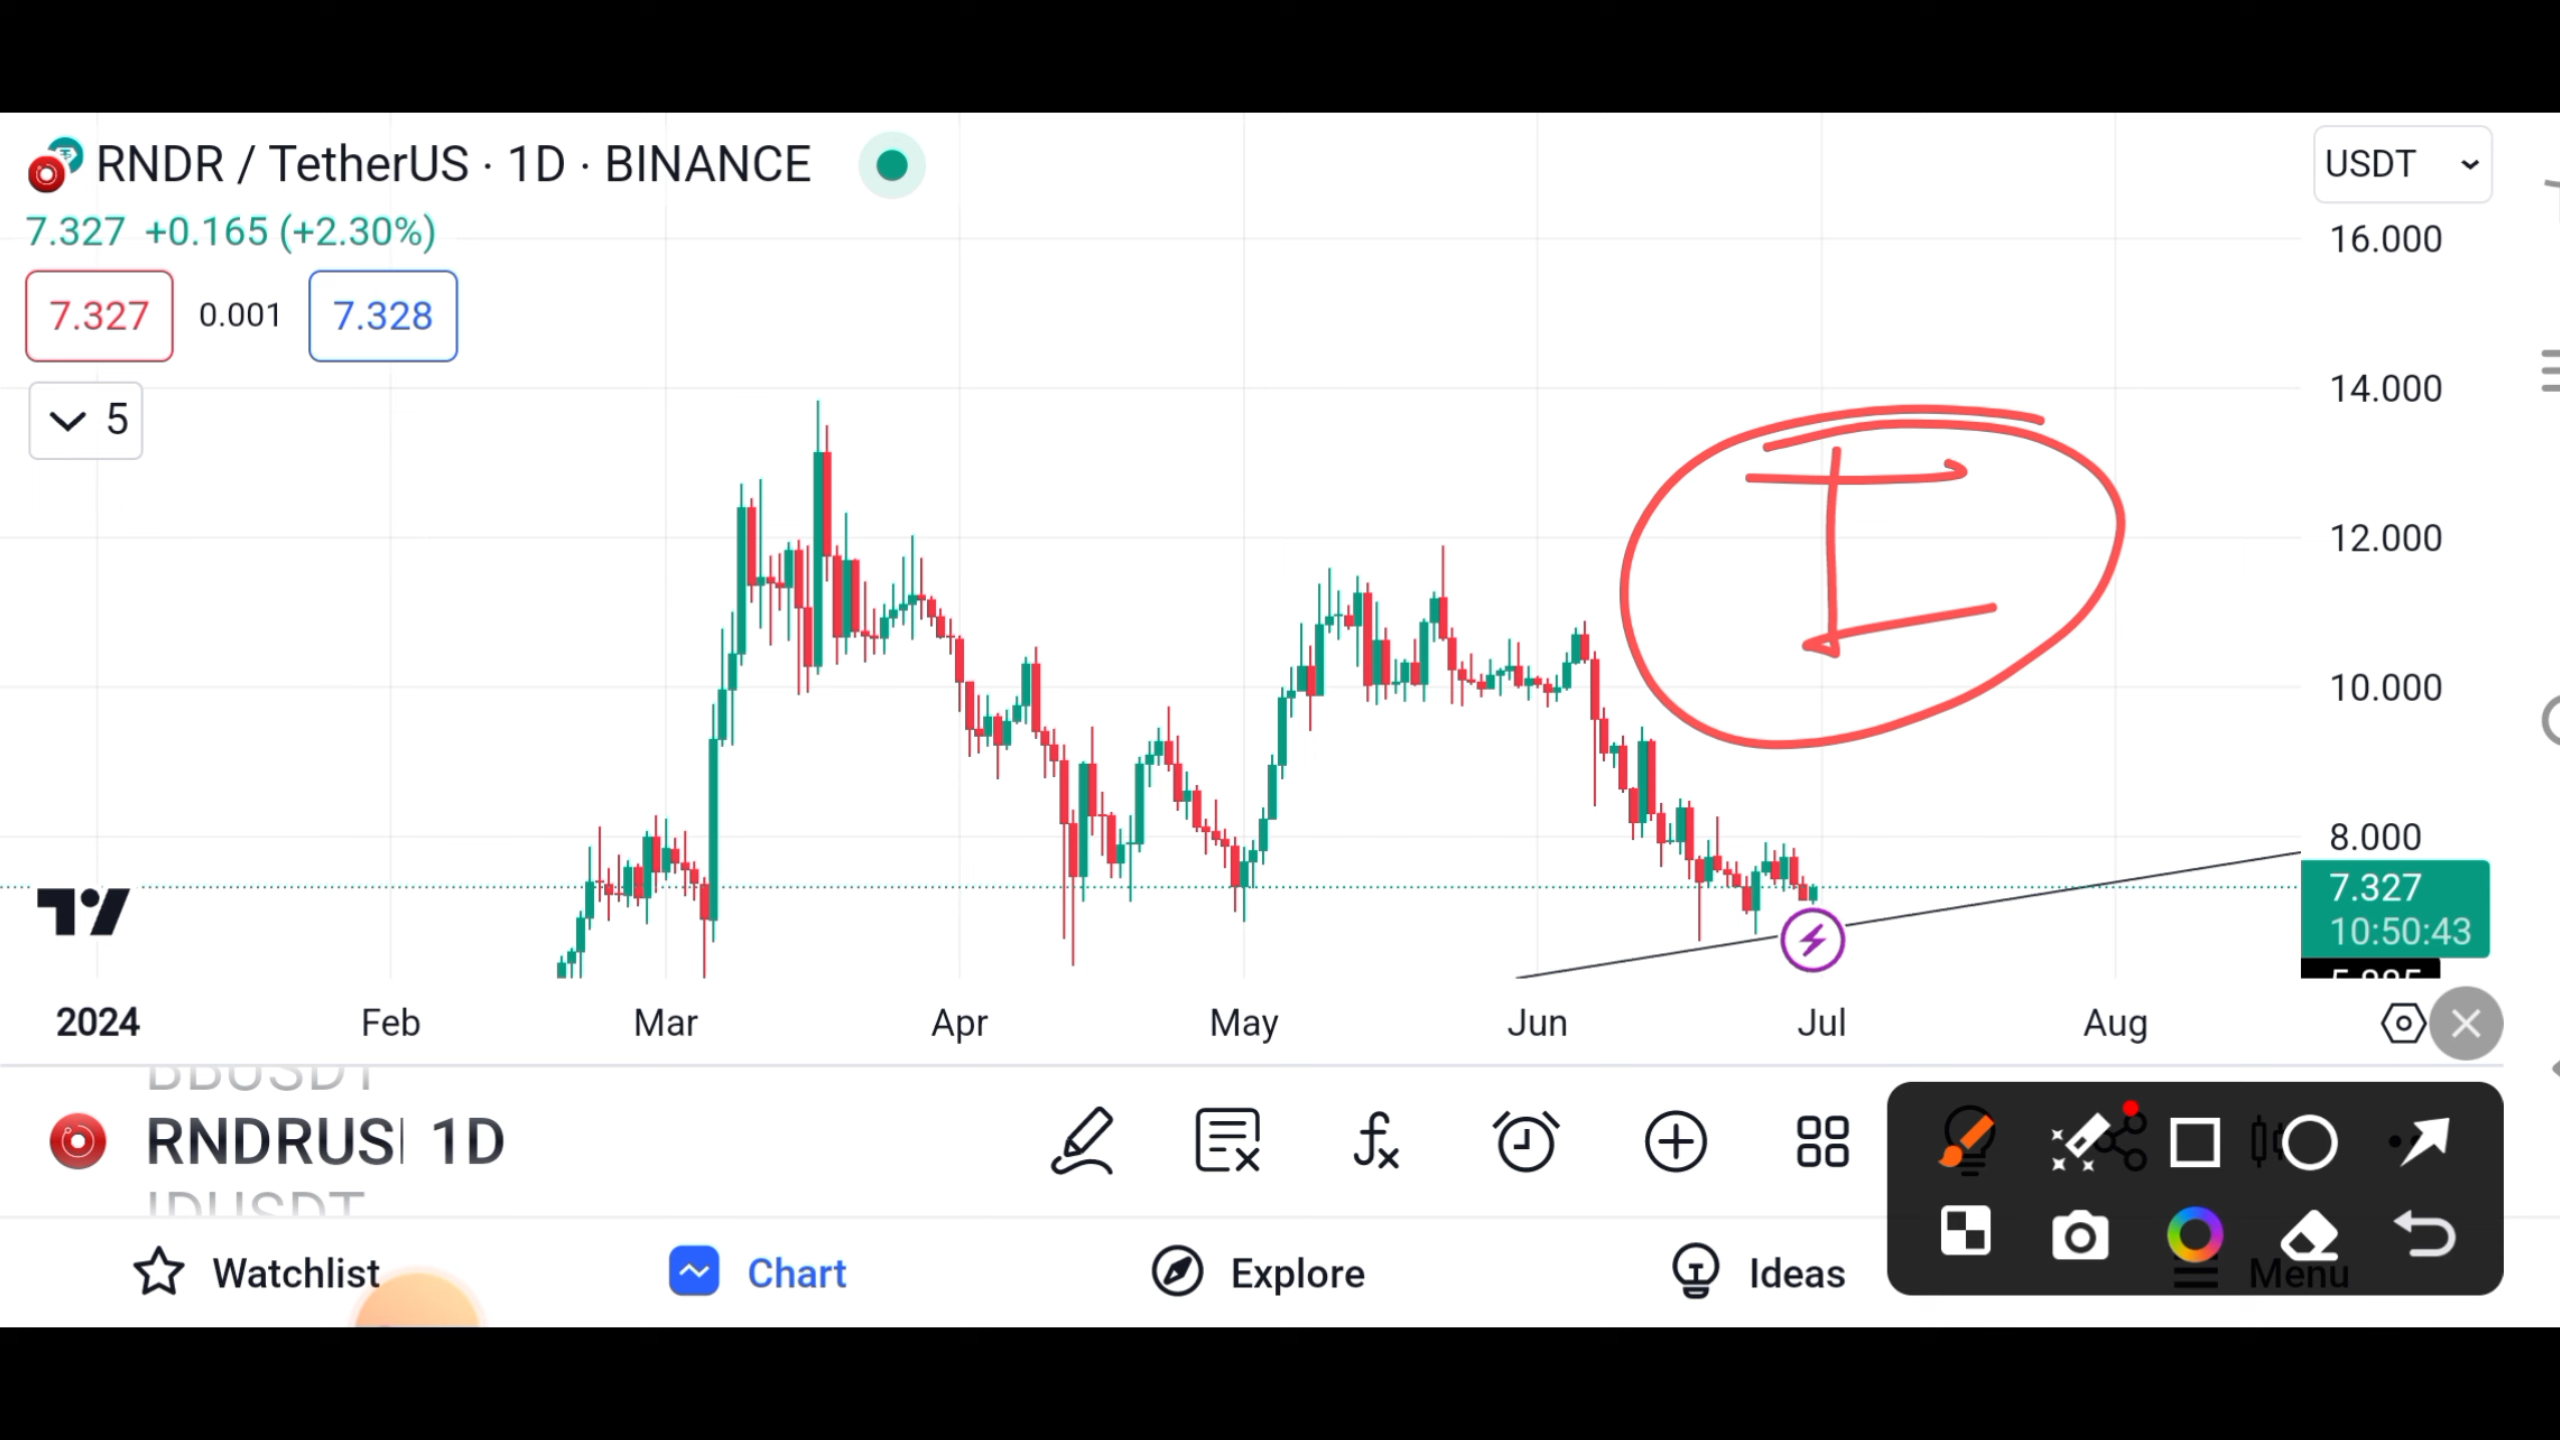 RNDR / TetherUS · 1D · BINANCE
USDT
7.327 +0.165 (+2.30%)
7.327 0.001 7.328
5
16.000
14.000
12.000
10.000
8.000
7.327
10:50:43
2024 Feb Mar Apr May Jun Jul Aug
I
BBUSDT
RNDRUS 1D
IDUSDT
Watchlist Chart Explore Ideas Menu